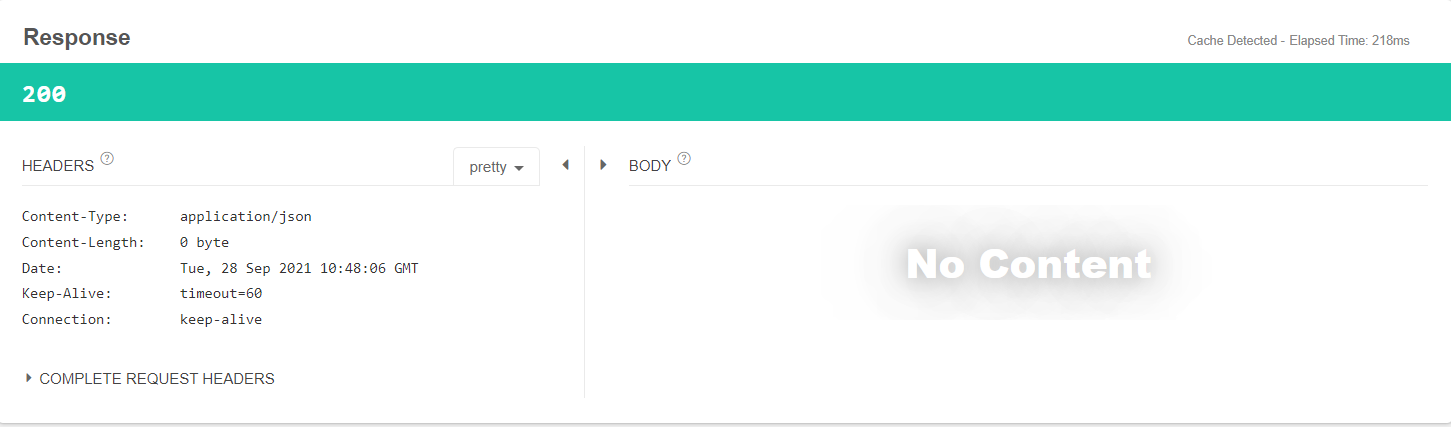 Response
Cache Detected - Elapsed Time: 218ms
200
HEADERS ?
pretty
Content-Type: application/json
Content-Length: 0 byte
Date: Tue, 28 Sep 2021 10:48:06 GMT
Keep-Alive: timeout=60
Connection: keep-alive
COMPLETE REQUEST HEADERS
BODY ?
No Content